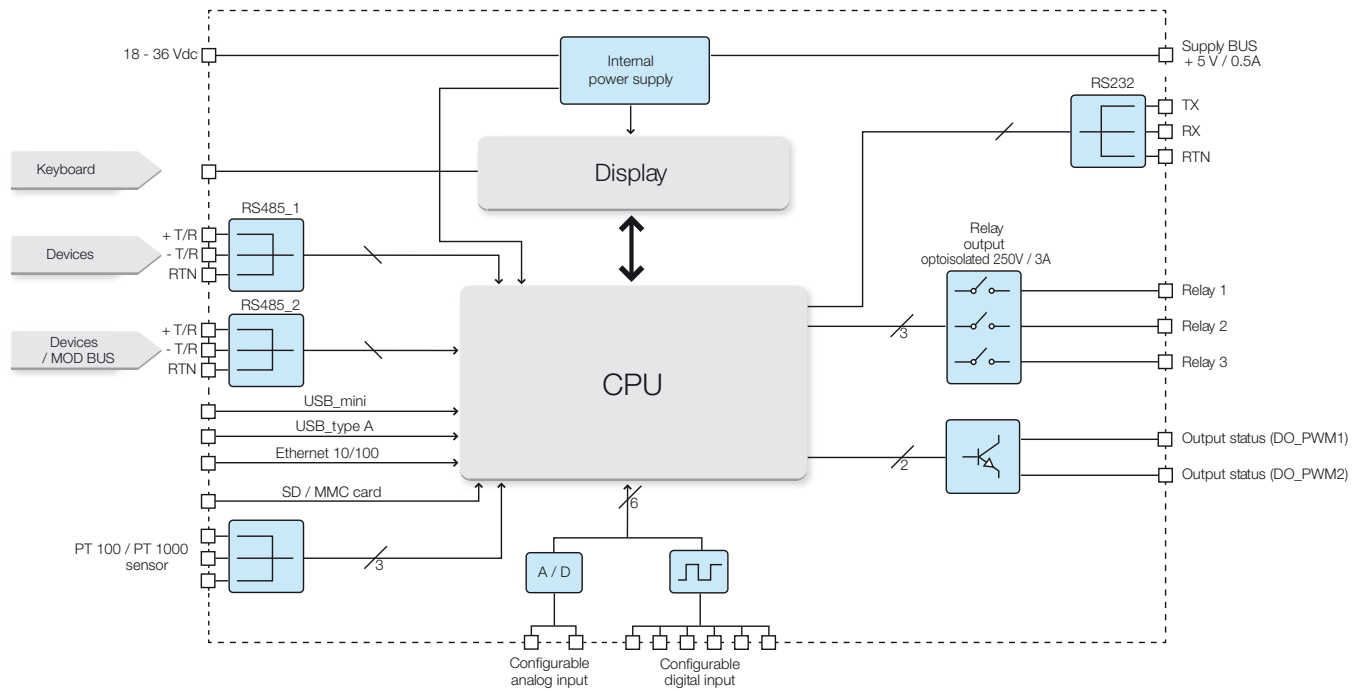 18 - 36 Vdc
Internal
power supply
Supply BUS
+ 5 V / 0.5A
RS232
TX
RX
RTN
Keyboard
Display
RS485_1
+ T/R
- T/R
RTN
Devices
Relay
output
optoisolated 250V / 3A
RS485_2
+ T/R
- T/R
RTN
Devices
/ MOD BUS
CPU
3
Relay 1
Relay 2
Relay 3
USB_mini
USB_type A
Ethernet 10/100
SD / MMC card
2
Output status (DO_PWM1)
Output status (DO_PWM2)
6
PT 100 / PT 1000
sensor
3
A / D
Configurable
analog input
Configurable
digital input